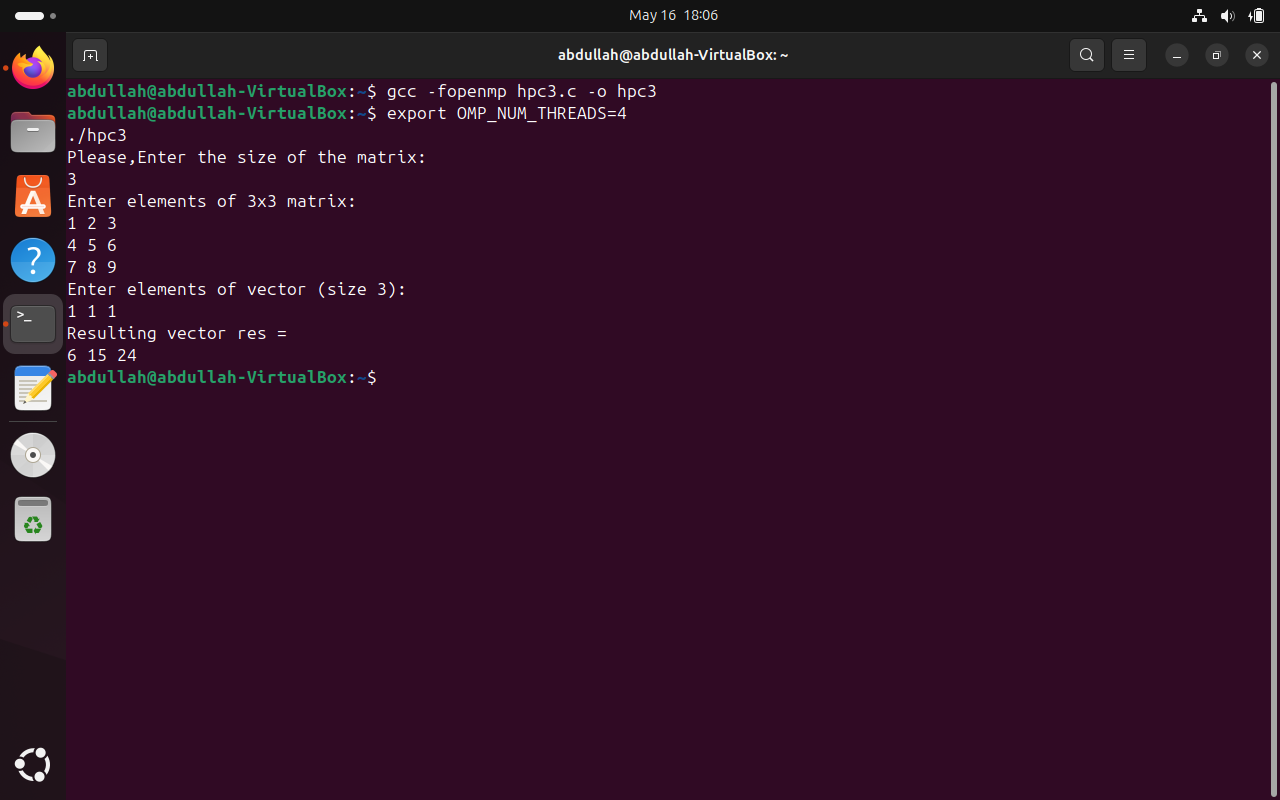 May 16 18:06
abdullah@abdullah-VirtualBox: ~
abdullah@abdullah-VirtualBox:~$ gcc -fopenmp hpc3.c -o hpc3
abdullah@abdullah-VirtualBox:~$ export OMP_NUM_THREADS=4
./hpc3
Please,Enter the size of the matrix:
3
Enter elements of 3x3 matrix:
1 2 3
4 5 6
7 8 9
Enter elements of vector (size 3):
1 1 1
Resulting vector res =
6 15 24
abdullah@abdullah-VirtualBox:~$